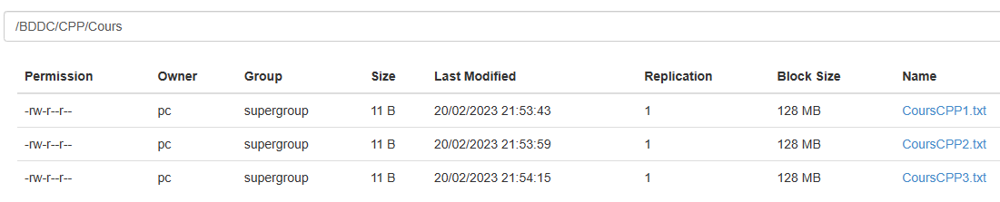 /BDDC/CPP/Cours
Permission Owner Group Size Last Modified Replication Block Size Name
-rw-r--r-- pc supergroup 11 B 20/02/2023 21:53:43 1 128 MB CoursCPP1.txt
-rw-r--r-- pc supergroup 11 B 20/02/2023 21:53:59 1 128 MB CoursCPP2.txt
-rw-r--r-- pc supergroup 11 B 20/02/2023 21:54:15 1 128 MB CoursCPP3.txt